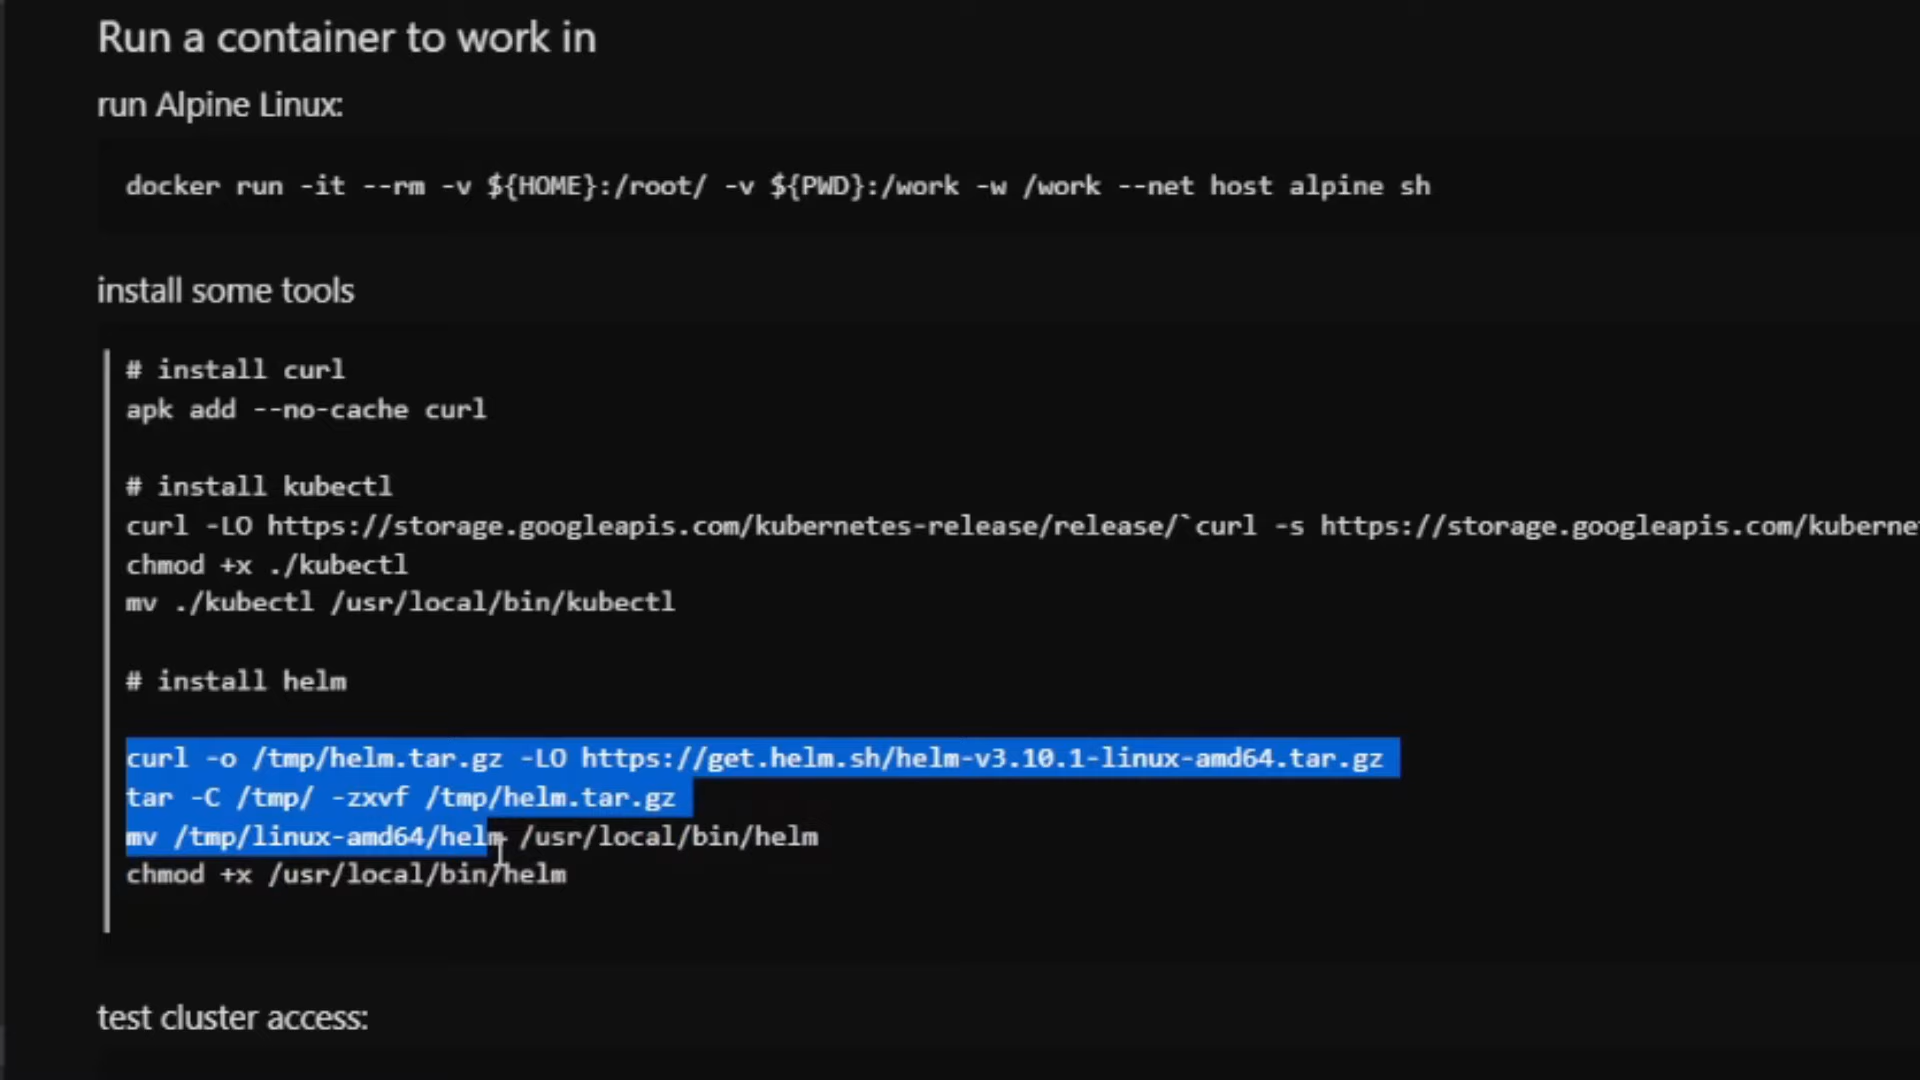 Run a container to work in
run Alpine Linux:
docker run -it --rm -v ${HOME}:/root/ -v ${PWD}:/work -w /work --net host alpine sh
install some tools
# install curl
apk add --no-cache curl
# install kubectl
curl -LO https://storage.googleapis.com/kubernetes-release/release/`curl -s https://storage.googleapis.com/kuberne
chmod +x ./kubectl
mv ./kubectl /usr/local/bin/kubectl
# install helm
curl -o /tmp/helm.tar.gz -LO https://get.helm.sh/helm-v3.10.1-linux-amd64.tar.gz
tar -C /tmp/ -zxvf /tmp/helm.tar.gz
mv /tmp/linux-amd64/helm /usr/local/bin/helm
chmod +x /usr/local/bin/helm
test cluster access: